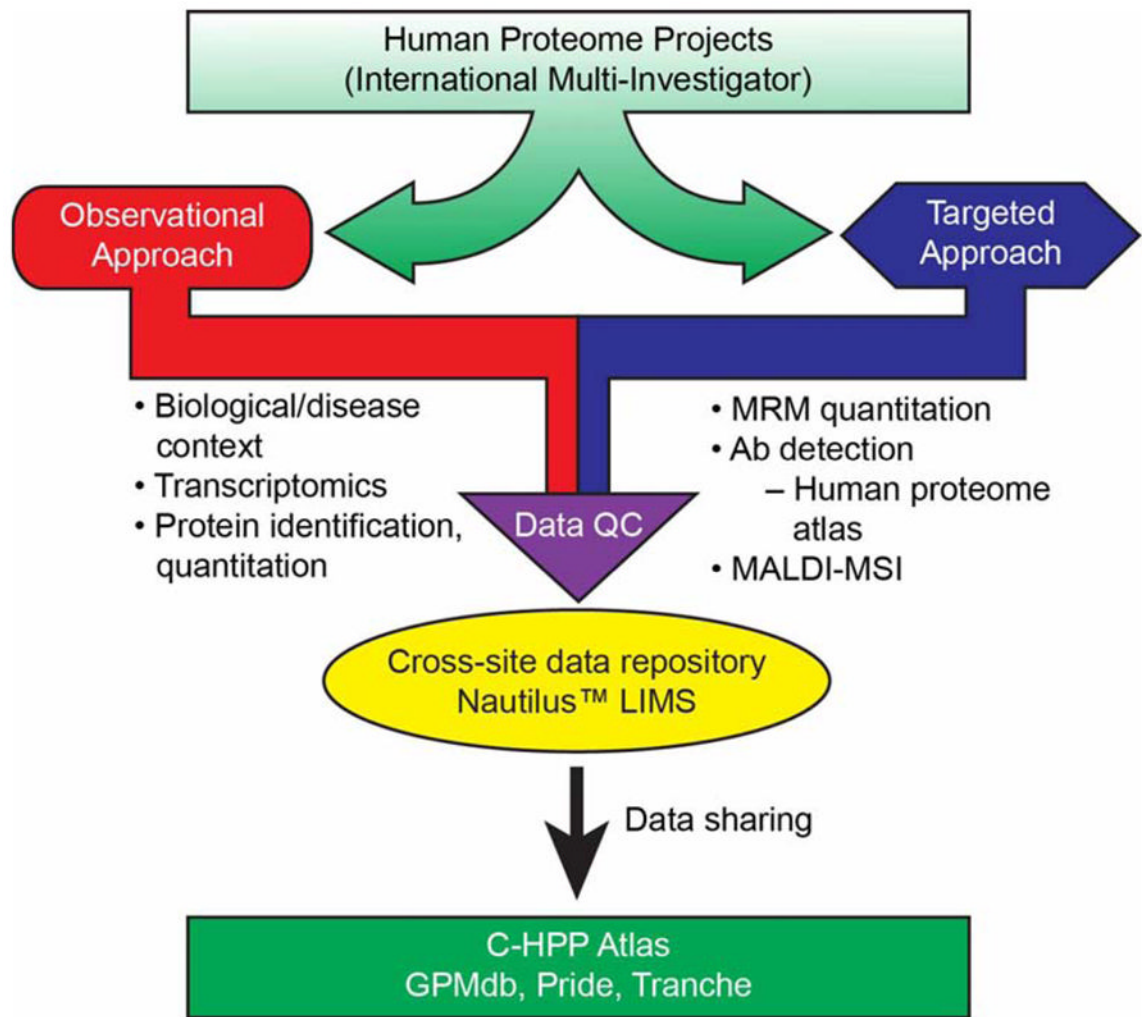 Human Proteome Projects
(International Multi-Investigator)
Observational
Approach
Targeted
Approach
• Biological/disease
context
• Transcriptomics
• Protein identification,
quantitation
• MRM quantitation
• Ab detection
– Human proteome
atlas
• MALDI-MSI
Data QC
Cross-site data repository
Nautilus™ LIMS
Data sharing
C-HPP Atlas
GPMdb, Pride, Tranche